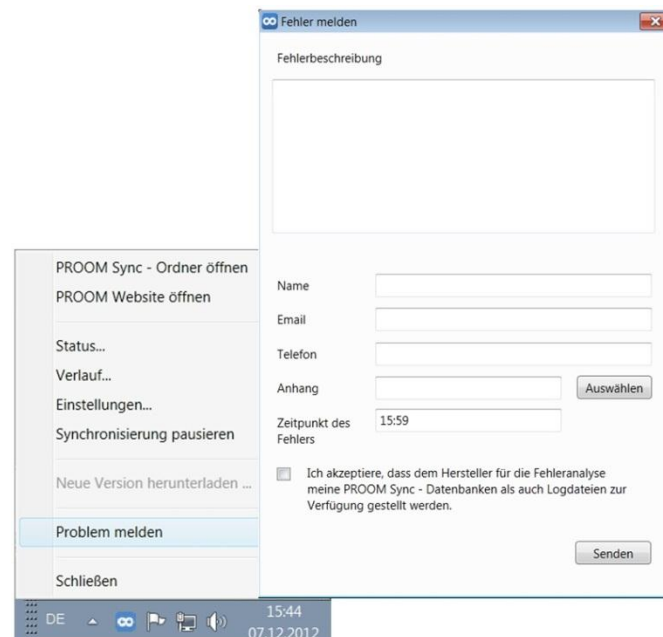 Fehler melden
Fehlerbeschreibung
PROOM Sync - Ordner öffnen
PROOM Website öffnen
Status...
Verlauf...
Einstellungen...
Synchronisierung pausieren
Neue Version herunterladen ...
Problem melden
Schließen
Name
Email
Telefon
Anhang
Auswählen
Zeitpunkt des
Fehlers
15:59
Ich akzeptiere, dass dem Hersteller für die Fehleranalyse
meine PROOM Sync - Datenbanken als auch Logdateien zur
Verfügung gestellt werden.
Senden
DE
15:44
07.12.2012